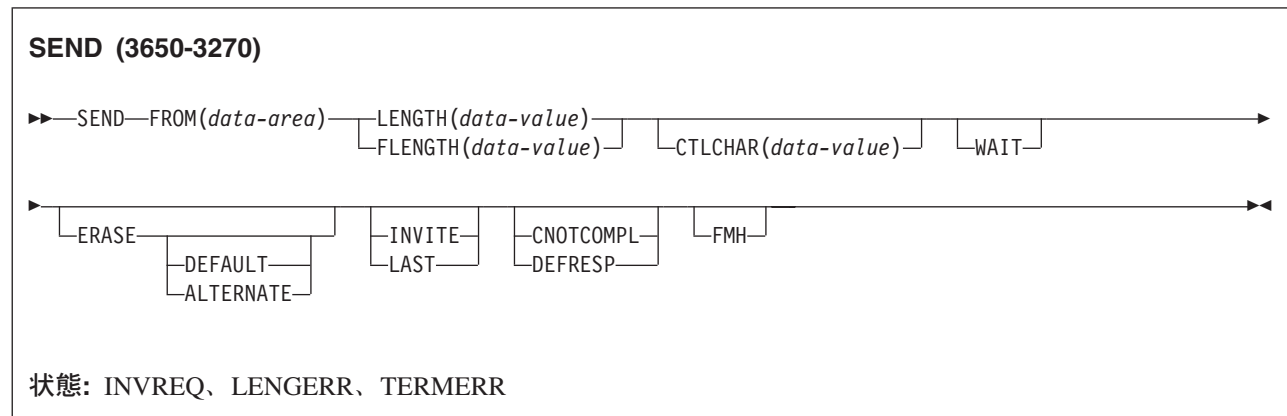 SEND (3650-3270)
SEND FROM(data-area) LENGTH(data-value)
FLENGTH(data-value) CTLCHAR(data-value) WAIT
ERASE INVITE CNOTCOMPL FMH
DEFAULT LAST DEFRESP
ALTERNATE
状態: INVREQ、LENGERR、TERMERR